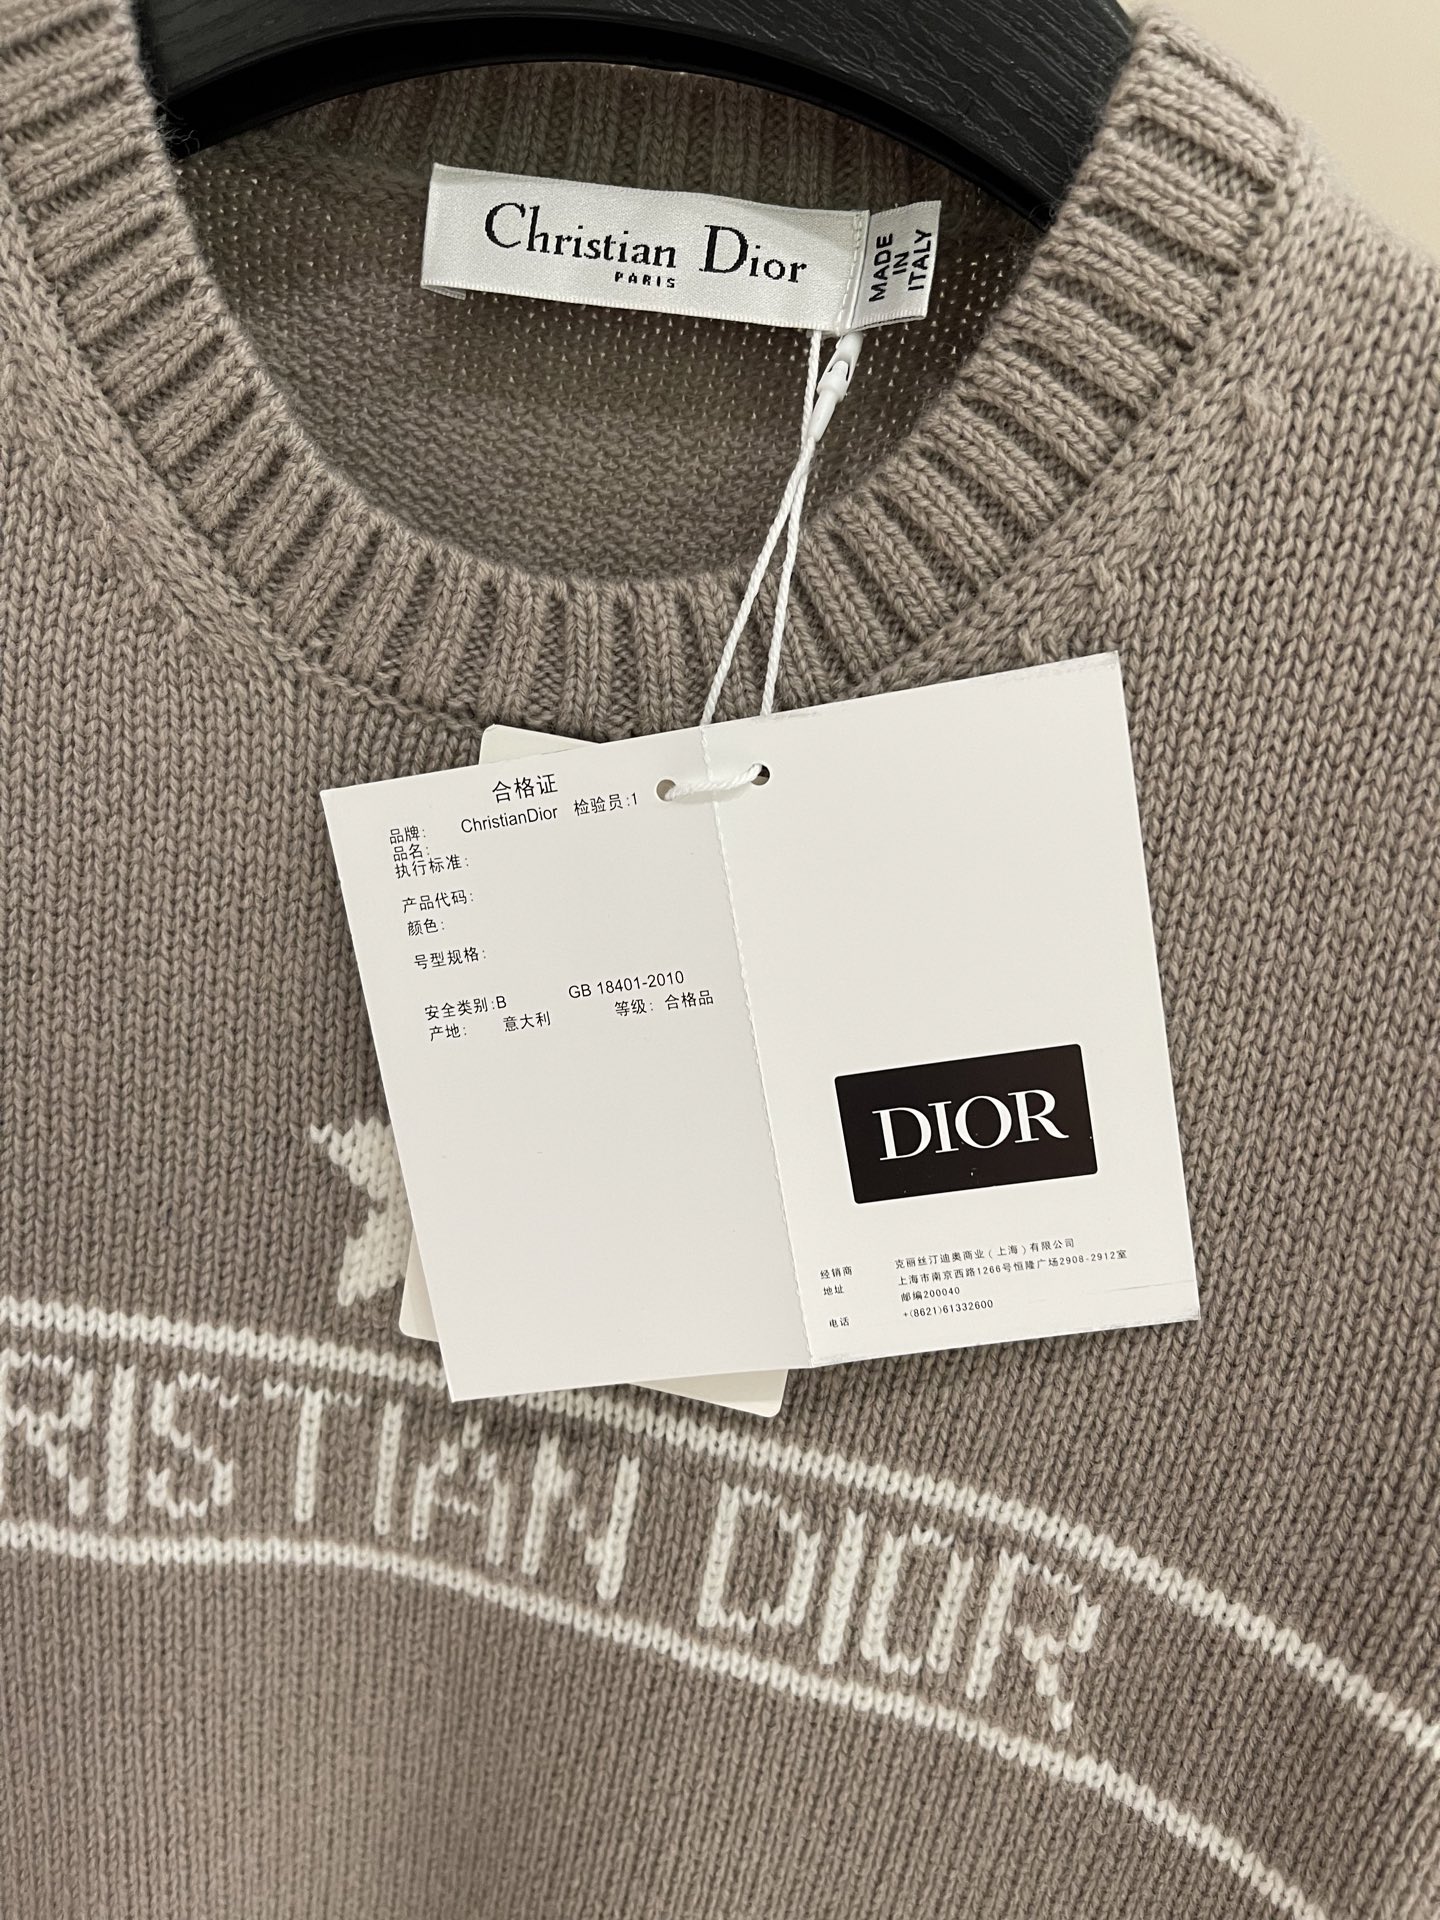 Christian Dior
PARIS
MADE
IN
ITALY
合格证
品牌: ChristianDior 检验员:1
品名:
执行标准:
产品代码:
颜色:
号型规格:
安全类别:B GB 18401-2010
产地: 意大利 等级: 合格品
DIOR
经销商 克丽丝汀迪奥商业(上海)有限公司
地址 上海市南京西路1266号恒隆广场2908-2912室
邮编200040
电话 +(8621)61332600
RISTIAN DIOR